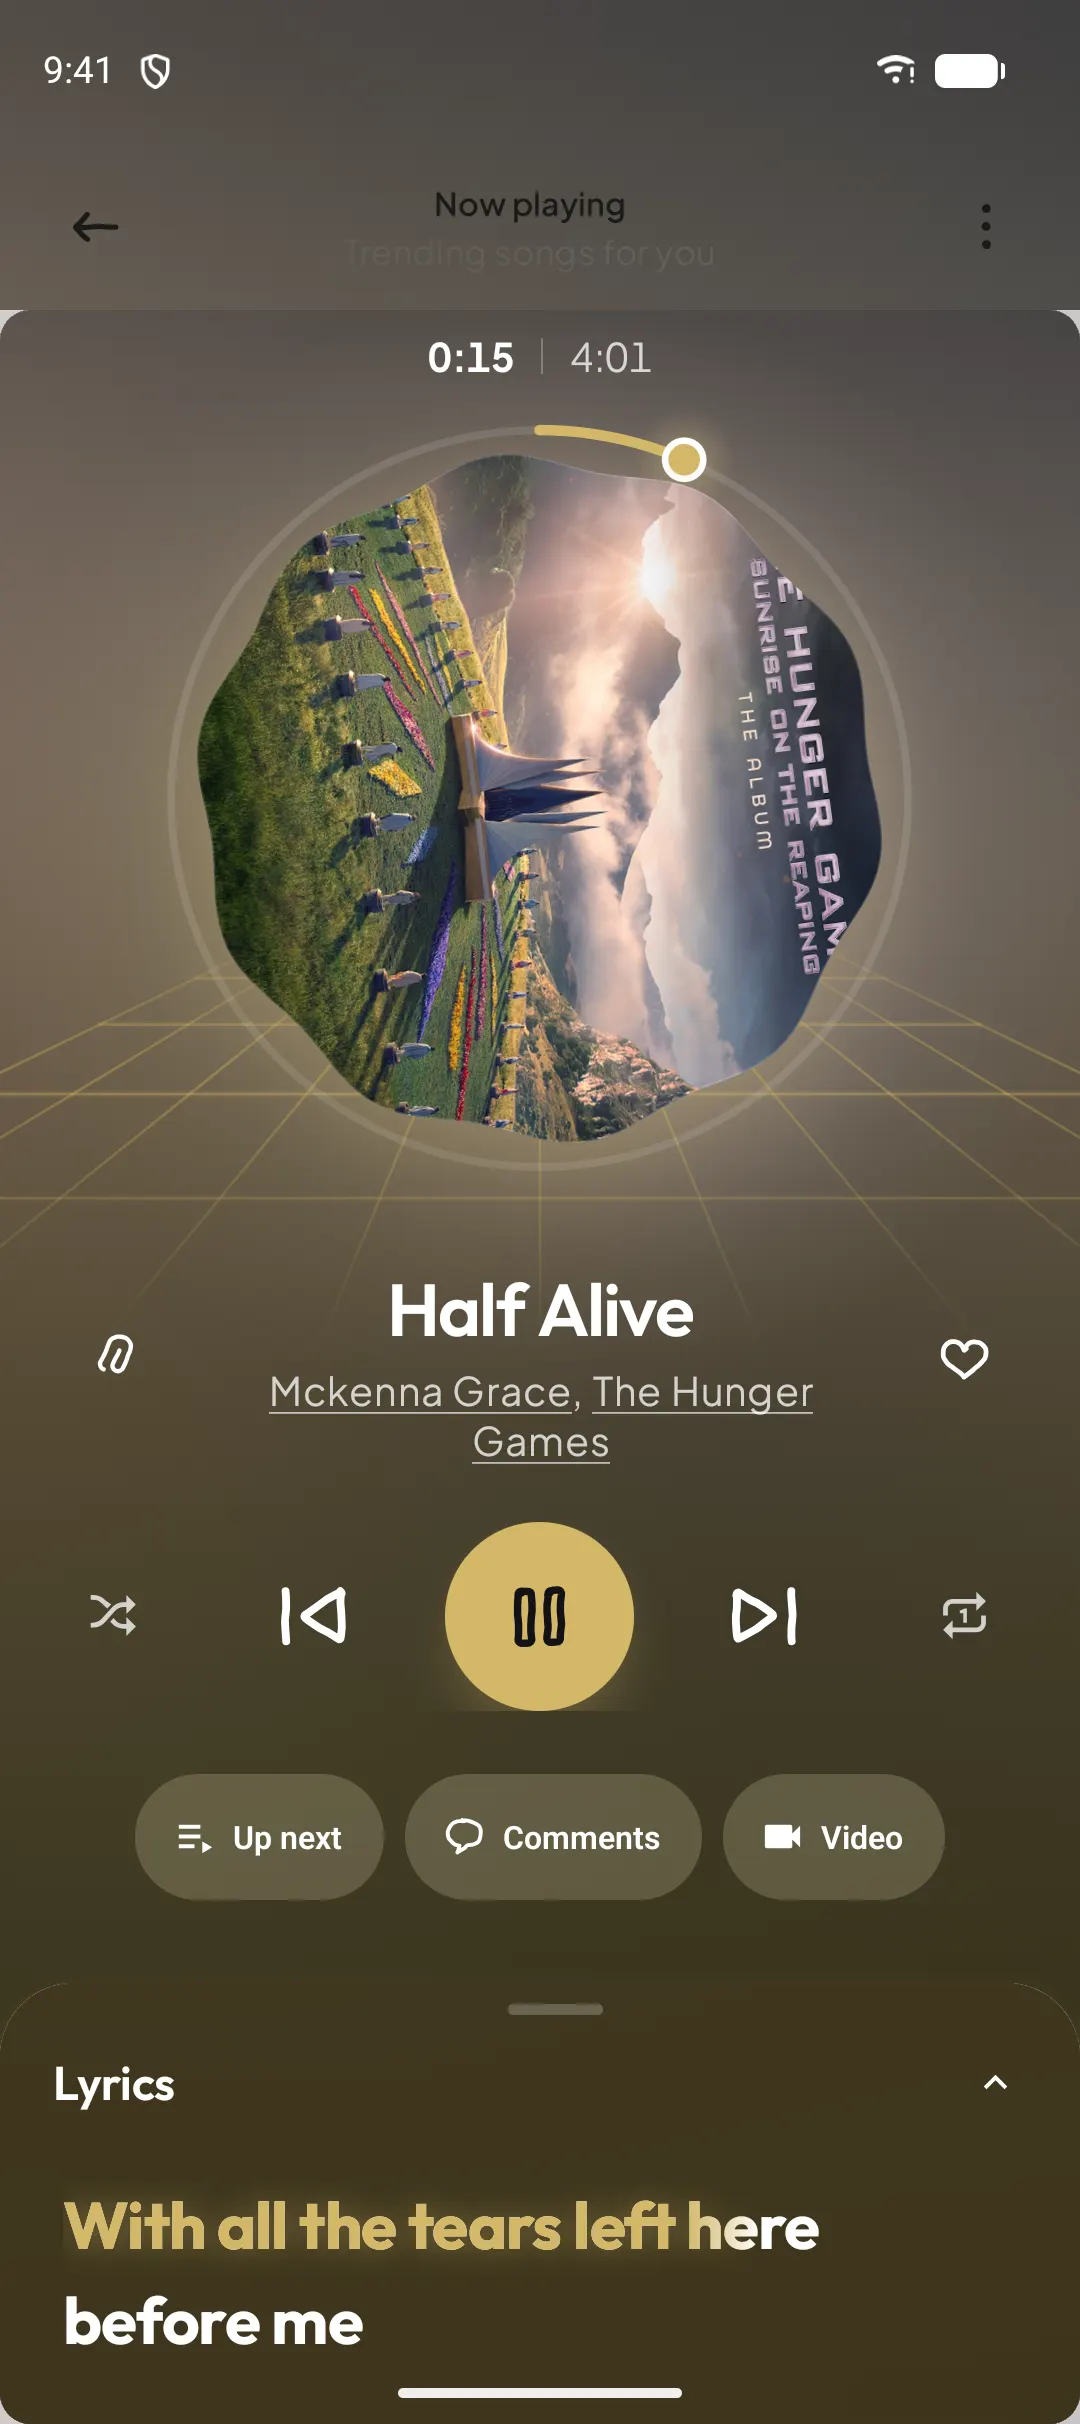 9:41
Now playing
Trending songs for you
0:15 | 4:01
E HUNGER GAM
SUNRISE ON THE REAPING
THE ALBUM
Half Alive
Mckenna Grace, The Hunger
Games
1
Up next
Comments
Video
Lyrics
With all the tears left here
before me